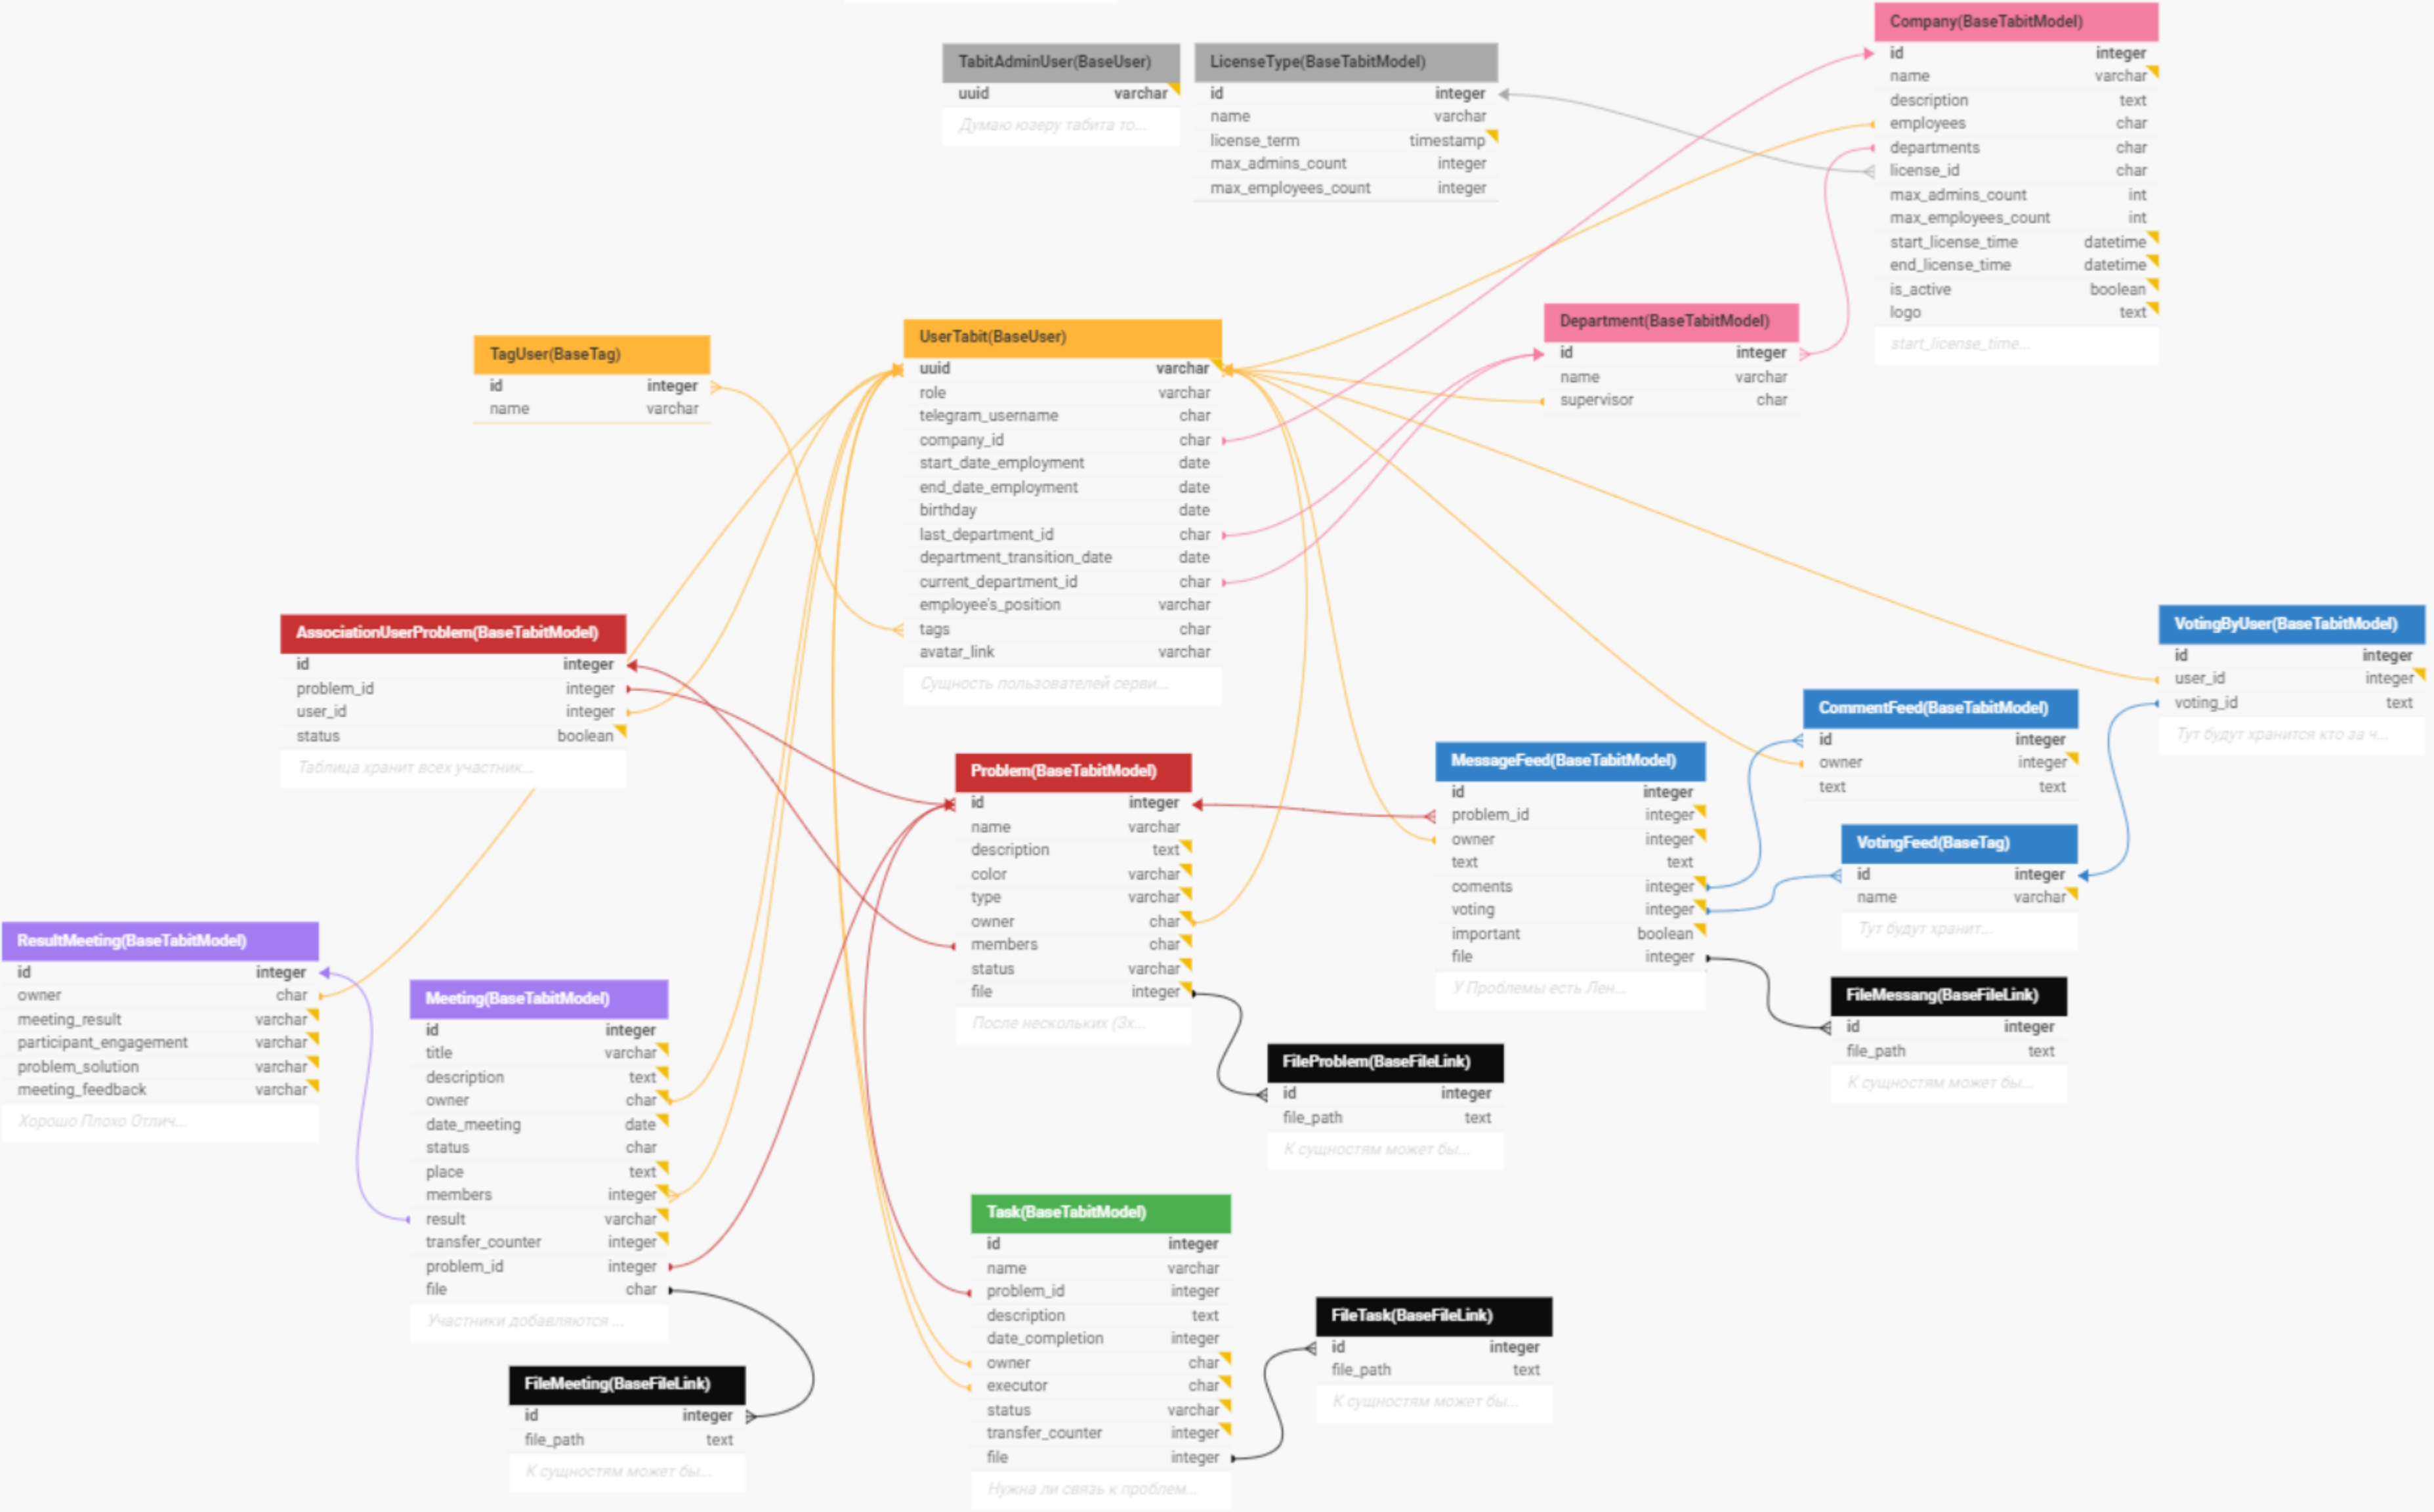 Company(BaseTabitModel)
id integer
name varchar
description text
employees char
departments char
license_id char
max_admins_count int
max_employees_count int
start_license_time datetime
end_license_time datetime
is_active boolean
logo text
start_license_time...
TabitAdminUser(BaseUser)
uuid varchar
Думаю юзеру табита то...
LicenseType(BaseTabitModel)
id integer
name varchar
license_term timestamp
max_admins_count integer
max_employees_count integer
Department(BaseTabitModel)
id integer
name varchar
supervisor char
UserTabit(BaseUser)
uuid varchar
role varchar
telegram_username char
company_id char
start_date_employment date
end_date_employment date
birthday date
last_department_id char
department_transition_date date
current_department_id char
employee's_position varchar
tags char
avatar_link varchar
Сущность пользователей серви...
TagUser(BaseTag)
id integer
name varchar
AssociationUserProblem(BaseTabitModel)
id integer
problem_id integer
user_id integer
status boolean
Таблица хранит всех участник...
VotingByUser(BaseTabitModel)
id integer
user_id integer
voting_id text
Тут будут хранится кто за ч...
CommentFeed(BaseTabitModel)
id integer
owner integer
text text
MessageFeed(BaseTabitModel)
id integer
problem_id integer
owner integer
text text
coments integer
voting integer
important boolean
file integer
У Проблемы есть Лен...
Problem(BaseTabitModel)
id integer
name varchar
description text
color varchar
type varchar
owner char
members char
status varchar
file integer
После нескольких (3х...
VotingFeed(BaseTag)
id integer
name varchar
Тут будут хранит...
ResultMeeting(BaseTabitModel)
id integer
owner char
meeting_result varchar
participant_engagement varchar
problem_solution varchar
meeting_feedback varchar
Хорошо Плохо Отлич...
Meeting(BaseTabitModel)
id integer
title varchar
description text
owner char
date_meeting date
status char
place text
members integer
result varchar
transfer_counter integer
problem_id integer
file char
Участники добавляются ...
FileMessang(BaseFileLink)
id integer
file_path text
К сущностям может бы...
FileProblem(BaseFileLink)
id integer
file_path text
К сущностям может бы...
Task(BaseTabitModel)
id integer
name varchar
problem_id integer
description text
date_completion integer
owner char
executor char
status varchar
transfer_counter integer
file integer
Нужна ли связь к проблем...
FileTask(BaseFileLink)
id integer
file_path text
К сущностям может бы...
FileMeeting(BaseFileLink)
id integer
file_path text
К сущностям может бы...